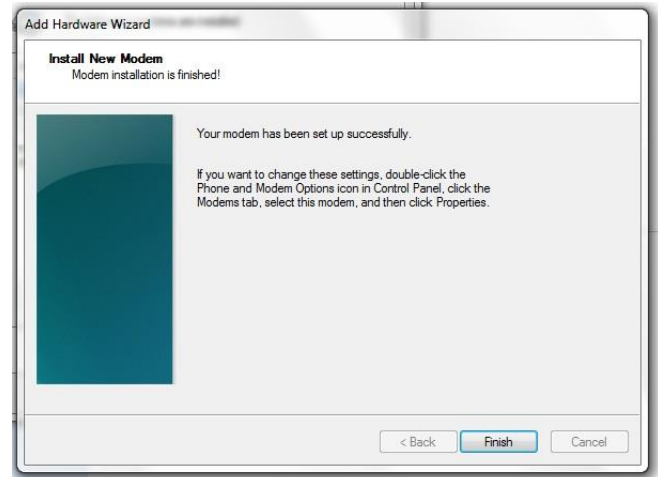 Add Hardware Wizard
Install New Modem
Modem installation is finished!
Your modem has been set up successfully.
If you want to change these settings, double-click the
Phone and Modem Options icon in Control Panel, click the
Modems tab, select this modem, and then click Properties.
< Back
Finish
Cancel